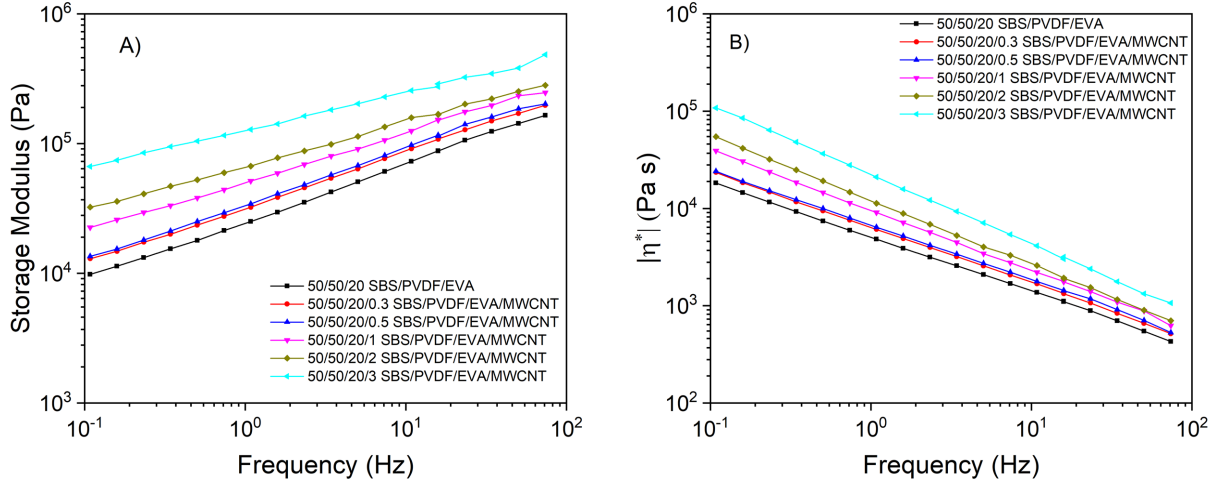 A)
Storage Modulus (Pa)
10^6
10^5
10^4
10^3
50/50/20 SBS/PVDF/EVA
50/50/20/0.3 SBS/PVDF/EVA/MWCNT
50/50/20/0.5 SBS/PVDF/EVA/MWCNT
50/50/20/1 SBS/PVDF/EVA/MWCNT
50/50/20/2 SBS/PVDF/EVA/MWCNT
50/50/20/3 SBS/PVDF/EVA/MWCNT
10^-1 10^0 10^1 10^2
Frequency (Hz)
B)
|η*| (Pa s)
10^6
10^5
10^4
10^3
10^2
50/50/20 SBS/PVDF/EVA
50/50/20/0.3 SBS/PVDF/EVA/MWCNT
50/50/20/0.5 SBS/PVDF/EVA/MWCNT
50/50/20/1 SBS/PVDF/EVA/MWCNT
50/50/20/2 SBS/PVDF/EVA/MWCNT
50/50/20/3 SBS/PVDF/EVA/MWCNT
10^-1 10^0 10^1 10^2
Frequency (Hz)